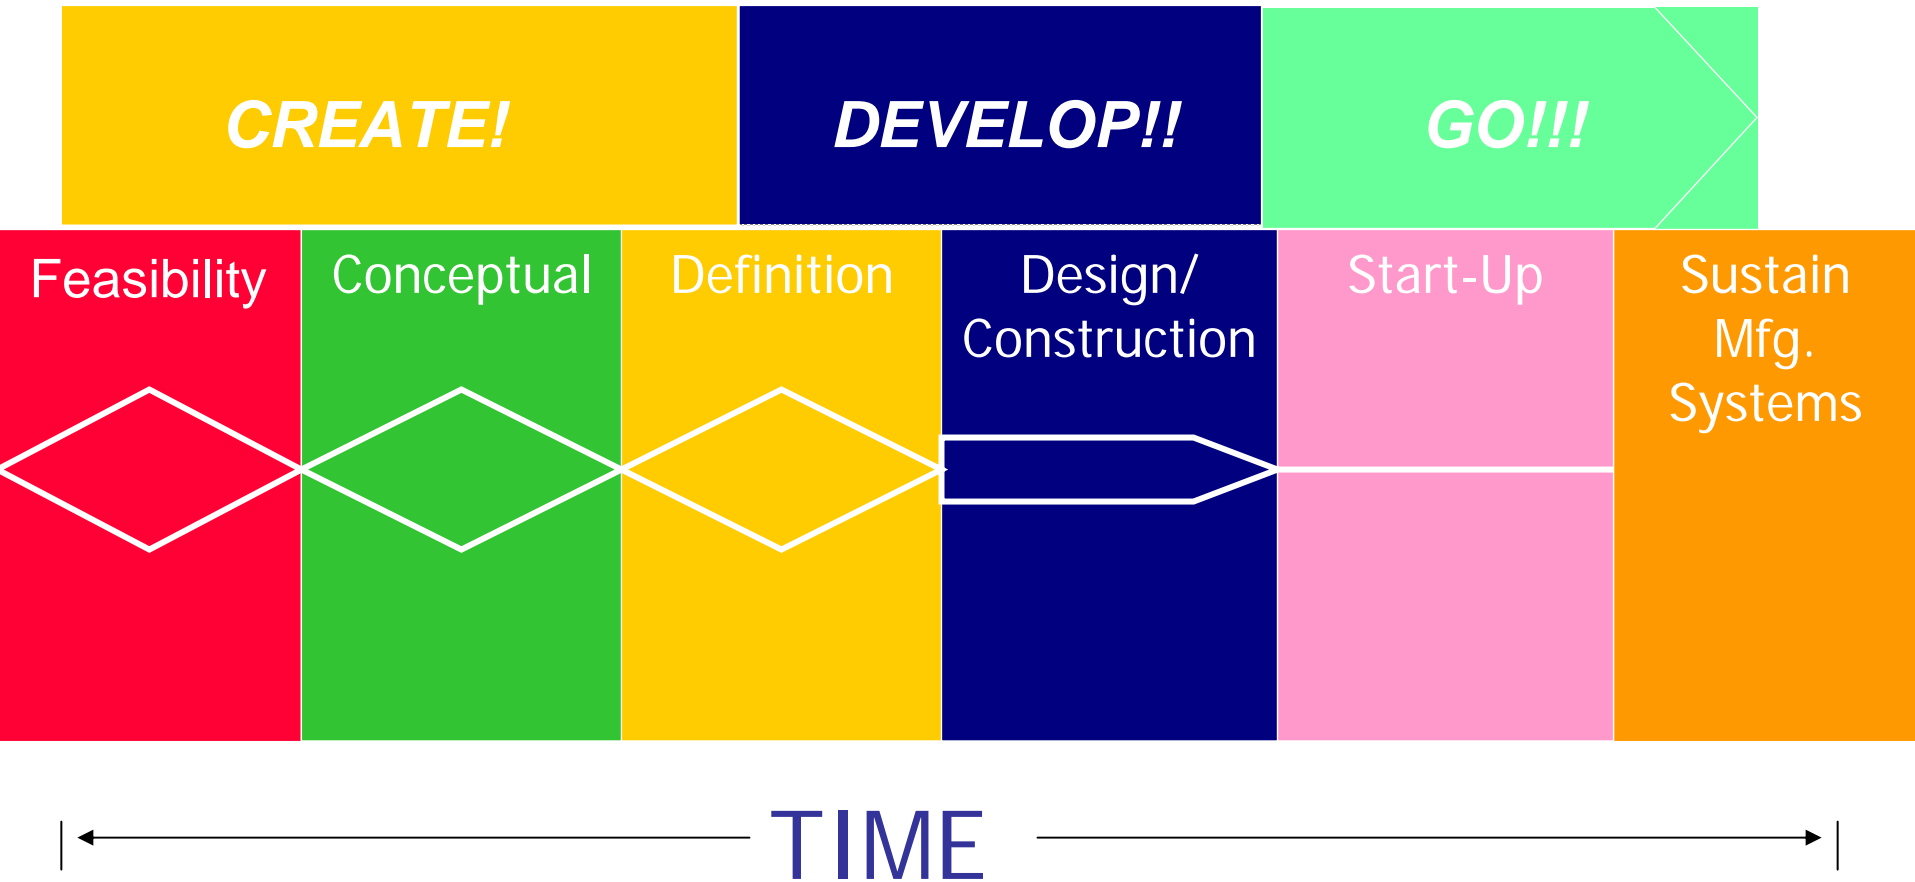 CREATE!
DEVELOP!!
GO!!!
Feasibility
Conceptual
Definition
Design/
Construction
Start-Up
Sustain
Mfg.
Systems
TIME